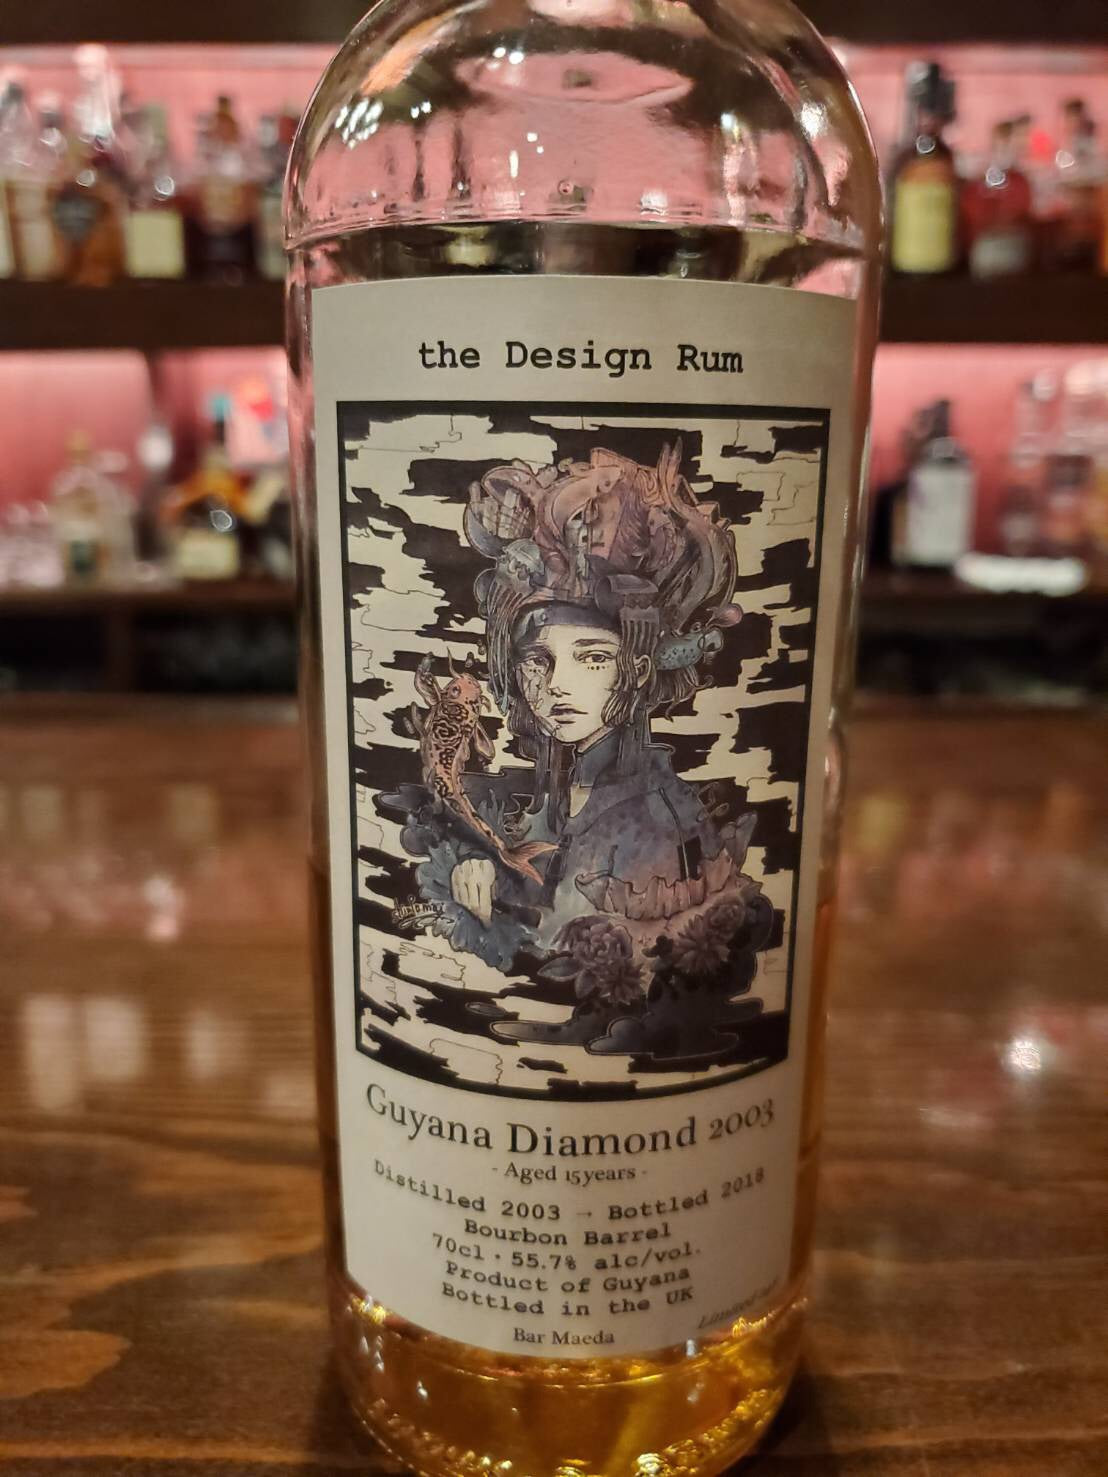 the Design Rum
Guyana Diamond 2003
- Aged 15years -
Distilled 2003 → Bottled 2018
Bourbon Barrel
70cl · 55.7% alc/vol.
Product of Guyana
Bottled in the UK
Bar Maeda